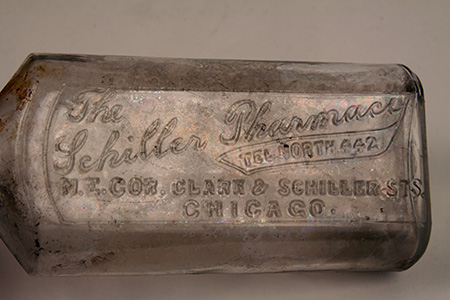 The
Schiller Pharmacy
TEL. NORTH 442
N.E. COR. CLARK & SCHILLER STS.
CHICAGO.